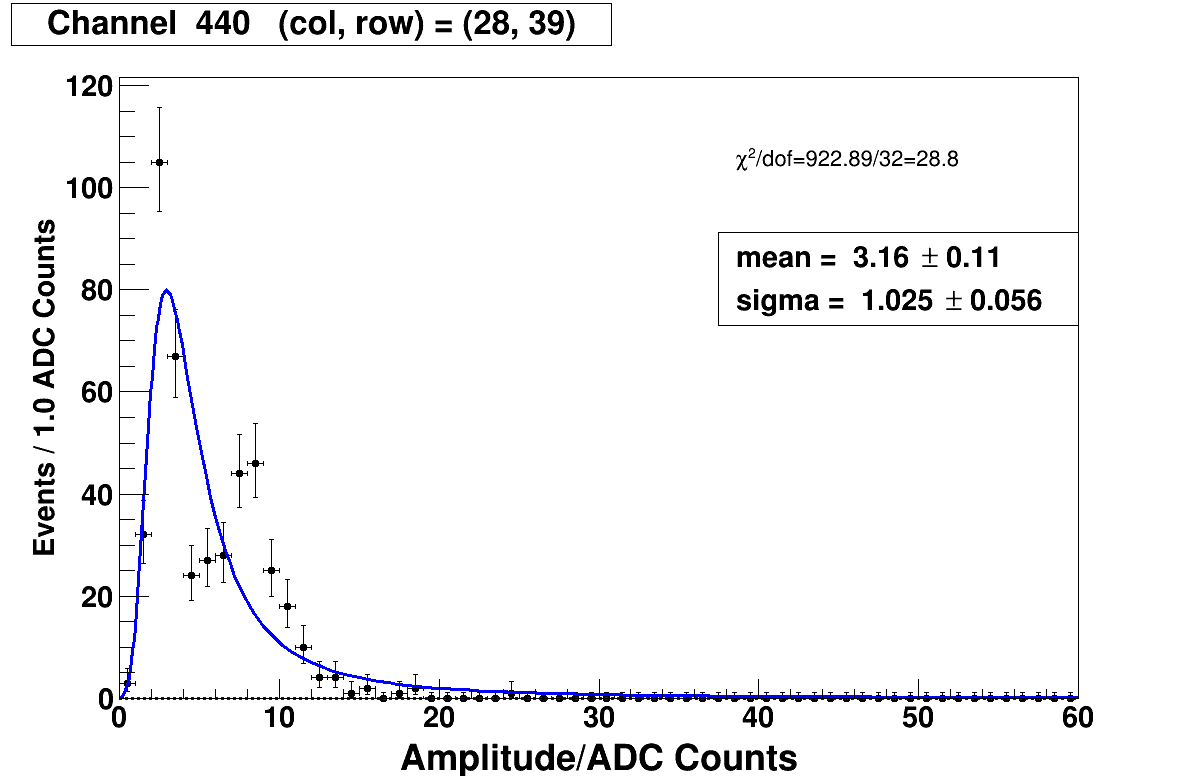 Channel 440 (col, row) = (28, 39)
120
100
80
60
40
20
0
Events / 1.0 ADC Counts
χ²/dof=922.89/32=28.8
mean = 3.16 ± 0.11
sigma = 1.025 ± 0.056
0 10 20 30 40 50 60
Amplitude/ADC Counts